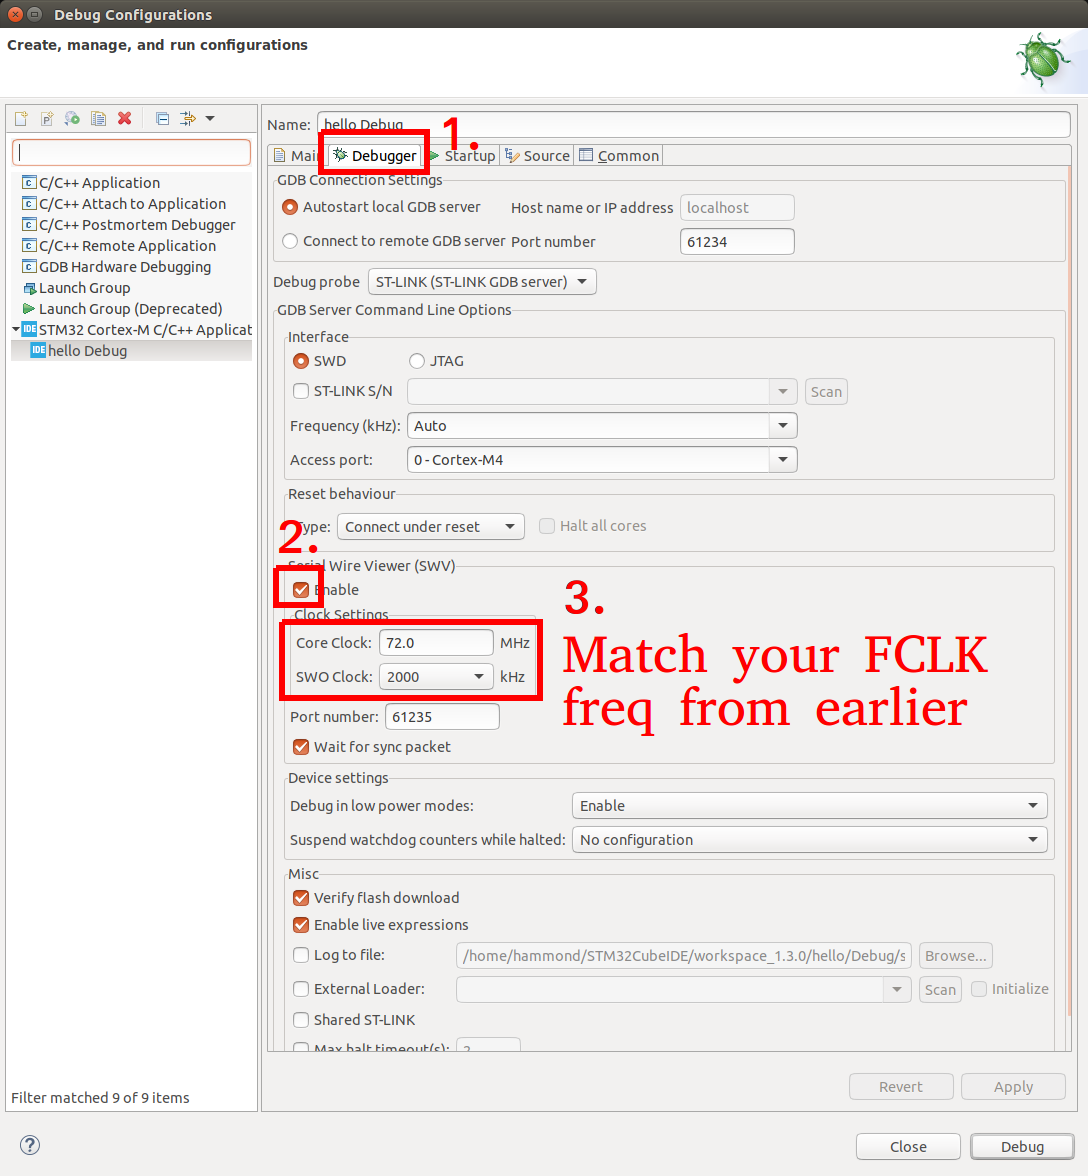 Debug Configurations
Create, manage, and run configurations
Name: hello Debug
1.
Main Debugger Startup Source Common
C/C++ Application
C/C++ Attach to Application
C/C++ Postmortem Debugger
C/C++ Remote Application
GDB Hardware Debugging
Launch Group
Launch Group (Deprecated)
STM32 Cortex-M C/C++ Applicat
hello Debug
Filter matched 9 of 9 items
GDB Connection Settings
Autostart local GDB server Host name or IP address localhost
Connect to remote GDB server Port number 61234
Debug probe ST-LINK (ST-LINK GDB server)
GDB Server Command Line Options
Interface
SWD JTAG
ST-LINK S/N Scan
Frequency (kHz): Auto
Access port: 0 - Cortex-M4
Reset behaviour
Type: Connect under reset Halt all cores
2.
Serial Wire Viewer (SWV)
Enable
Clock Settings
Core Clock: 72.0 MHz
SWO Clock: 2000 kHz
3.
Match your FCLK
freq from earlier
Port number: 61235
Wait for sync packet
Device settings
Debug in low power modes: Enable
Suspend watchdog counters while halted: No configuration
Misc
Verify flash download
Enable live expressions
Log to file: /home/hammond/STM32CubeIDE/workspace_1.3.0/hello/Debug/s Browse...
External Loader: Scan Initialize
Shared ST-LINK
Max halt timeout(s): 2
Revert Apply
Close Debug